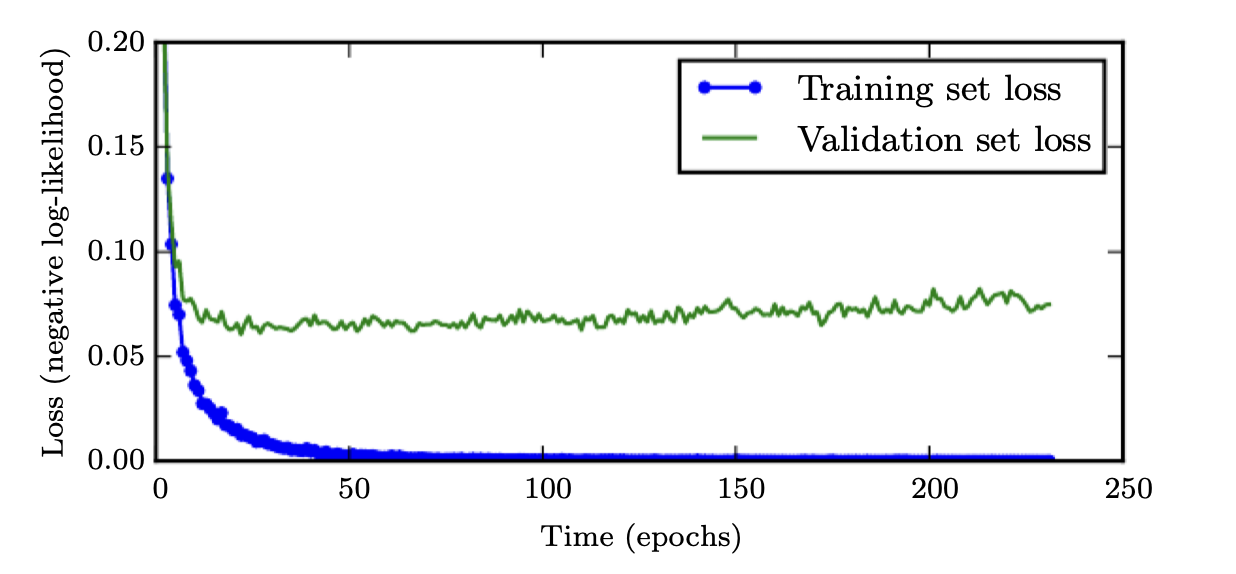 0.20
0.15
0.10
0.05
0.00
Loss (negative log-likelihood)
Training set loss
Validation set loss
0 50 100 150 200 250
Time (epochs)